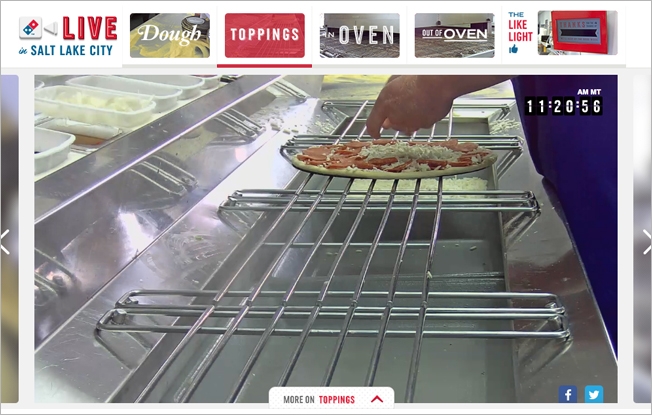 LIVE
in SALT LAKE CITY
Dough
TOPPINGS
IN OVEN
OUT OF OVEN
THE
LIKE
LIGHT
AM MT
11:20:56
MORE ON TOPPINGS